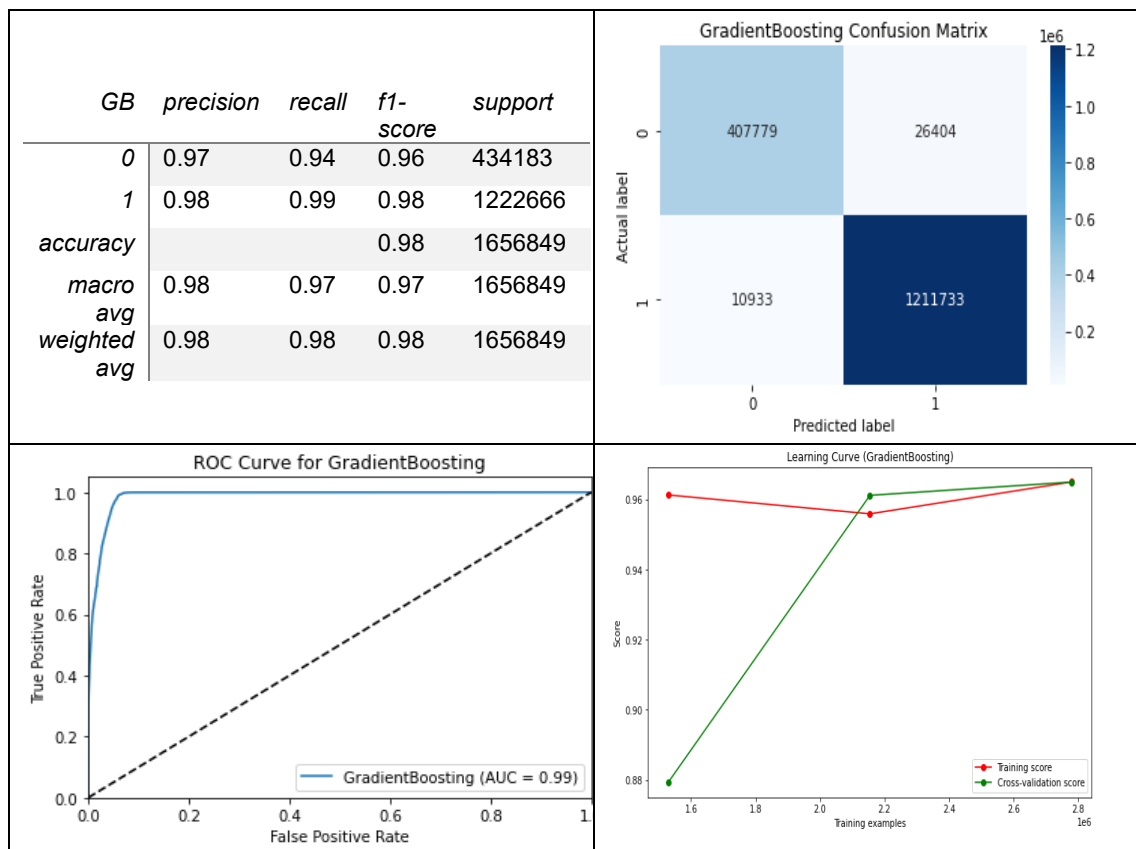 GB precision recall f1-score support
0 0.97 0.94 0.96 434183
1 0.98 0.99 0.98 1222666
accuracy 0.98 1656849
macro avg 0.98 0.97 0.97 1656849
weighted avg 0.98 0.98 0.98 1656849
GradientBoosting Confusion Matrix
1e6
407779 26404
10933 1211733
0
1
Actual label
0 1
Predicted label
1.2
1.0
0.8
0.6
0.4
0.2
ROC Curve for GradientBoosting
1.0
0.8
0.6
0.4
0.2
0.0
True Positive Rate
GradientBoosting (AUC = 0.99)
0.0 0.2 0.4 0.6 0.8 1.
False Positive Rate
Learning Curve (GradientBoosting)
0.96
0.94
0.92
0.90
0.88
Score
Training score
Cross-validation score
1.6 1.8 2.0 2.2 2.4 2.6 2.8
Training examples
1e6